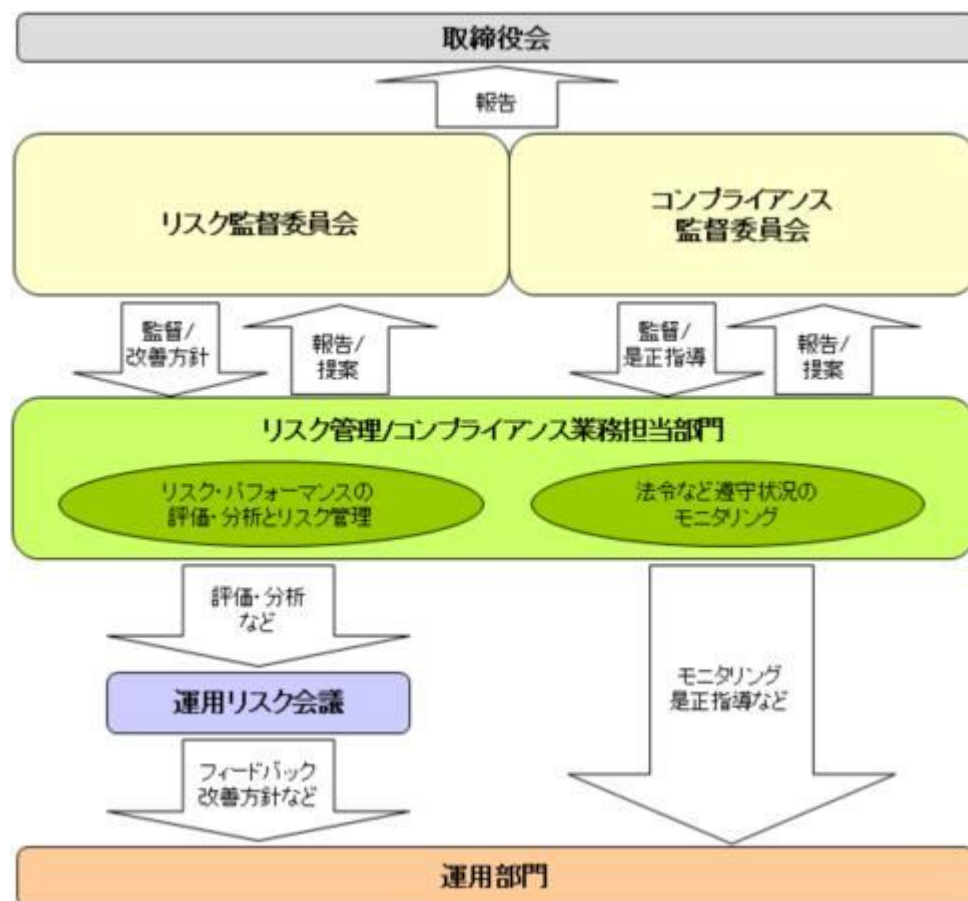 取締役会
報告
リスク監督委員会
コンプライアンス
監督委員会
監督/
改善方針
報告/
提案
監督/
是正指導
報告/
提案
リスク管理/コンプライアンス業務担当部門
リスク・パフォーマンスの
評価・分析とリスク管理
法令など遵守状況の
モニタリング
評価・分析
など
運用リスク会議
モニタリング
是正指導など
フィードバック
改善方針など
運用部門